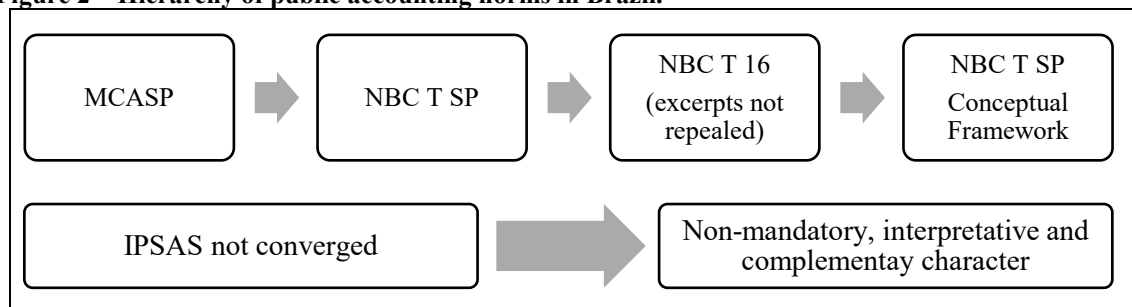 Figure 2 – Hierarchy of public accounting norms in Brazil.
MCASP
NBC T SP
NBC T 16
(excerpts not
repealed)
NBC T SP
Conceptual
Framework
IPSAS not converged
Non-mandatory, interpretative and
complementay character